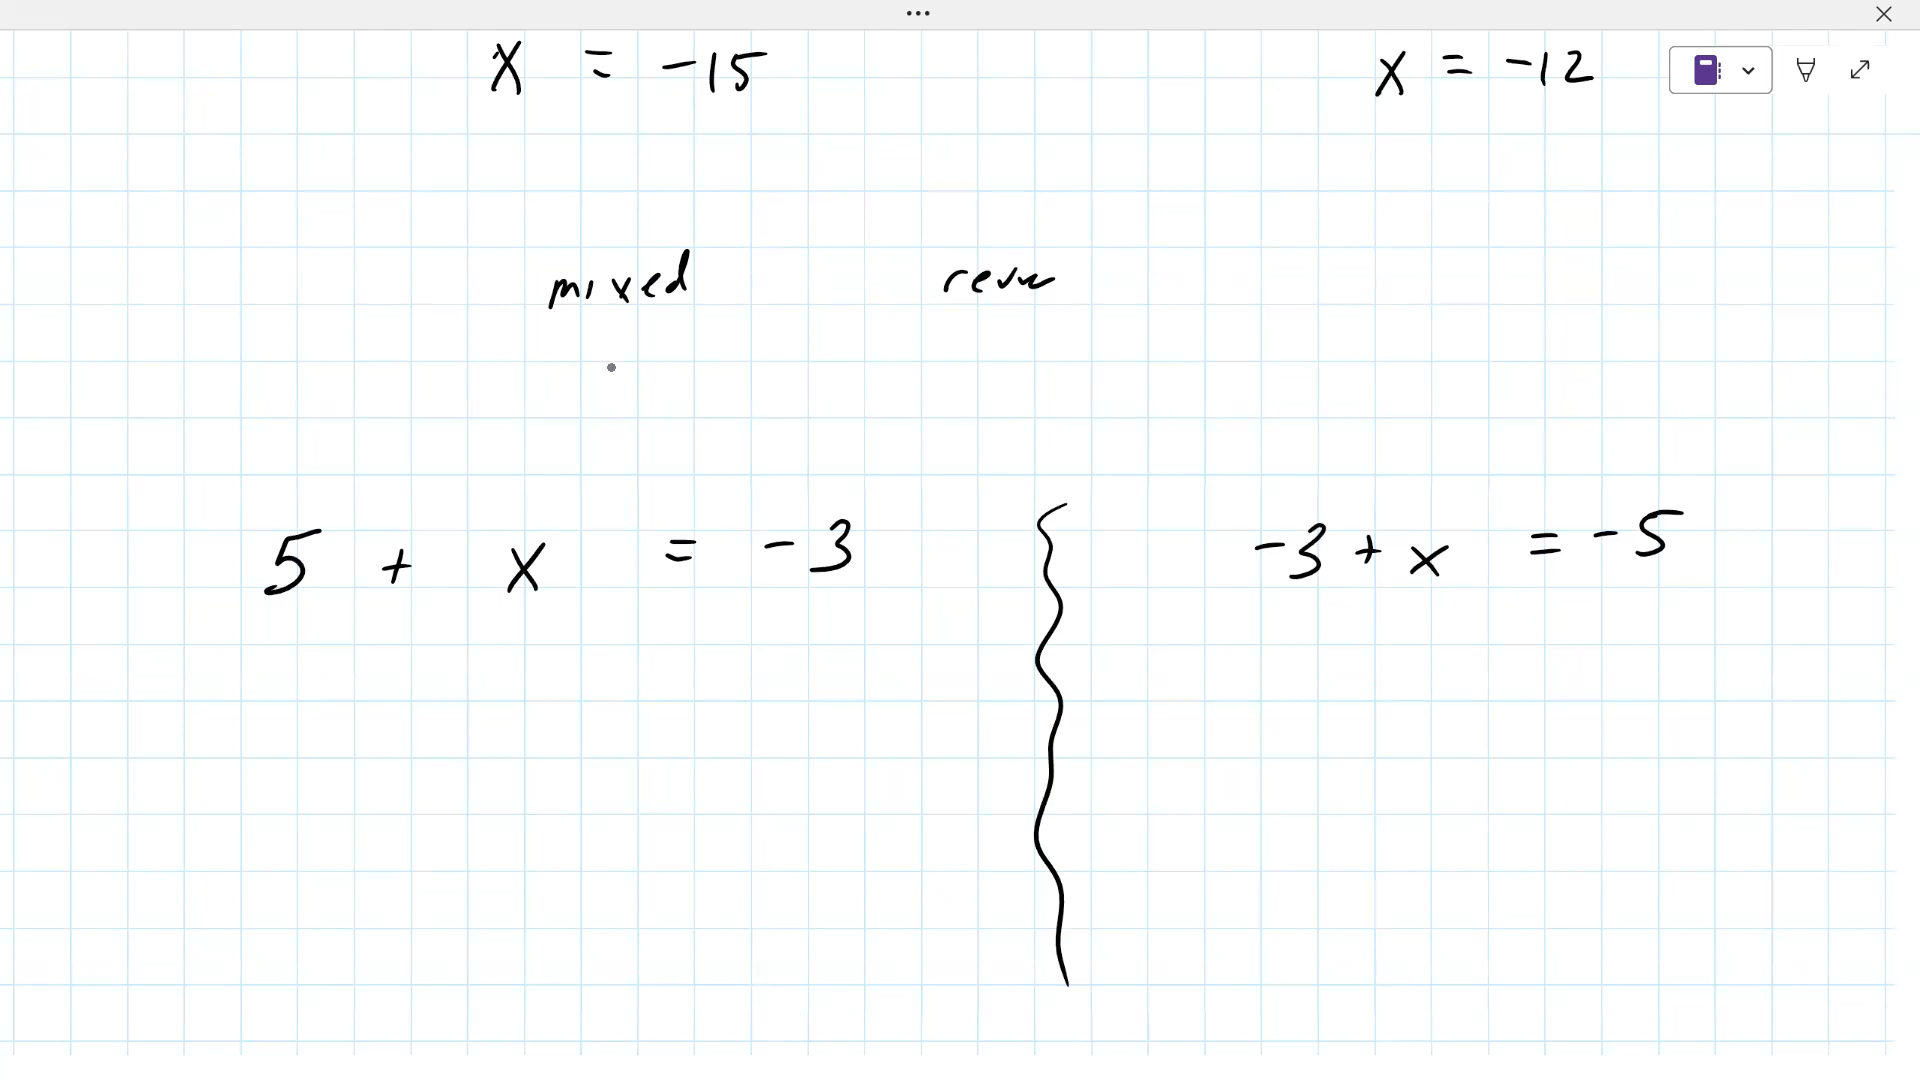 x = -15 x = -12
mixed
5 + x = -3 -3 + x = -5